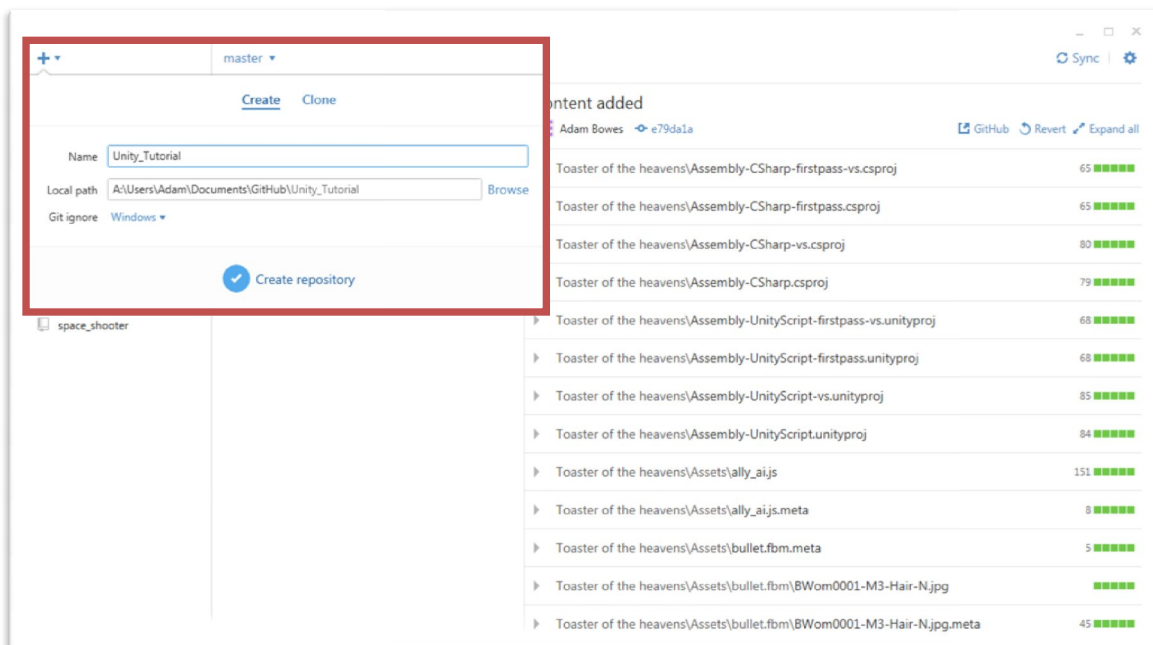 master
Sync
Create Clone
Name Unity_Tutorial
Local path A:\Users\Adam\Documents\GitHub\Unity_Tutorial Browse
Git ignore Windows
Create repository
space_shooter
ntent added
Adam Bowes e79da1a GitHub Revert Expand all
Toaster of the heavens\Assembly-CSharp-firstpass-vs.csproj 65
Toaster of the heavens\Assembly-CSharp-firstpass.csproj 65
Toaster of the heavens\Assembly-CSharp-vs.csproj 80
Toaster of the heavens\Assembly-CSharp.csproj 79
Toaster of the heavens\Assembly-UnityScript-firstpass-vs.unityproj 68
Toaster of the heavens\Assembly-UnityScript-firstpass.unityproj 68
Toaster of the heavens\Assembly-UnityScript-vs.unityproj 85
Toaster of the heavens\Assembly-UnityScript.unityproj 84
Toaster of the heavens\Assets\ally_ai.js 151
Toaster of the heavens\Assets\ally_ai.js.meta 8
Toaster of the heavens\Assets\bullet.fbm.meta 5
Toaster of the heavens\Assets\bullet.fbm\BWom0001-M3-Hair-N.jpg
Toaster of the heavens\Assets\bullet.fbm\BWom0001-M3-Hair-N.jpg.meta 45